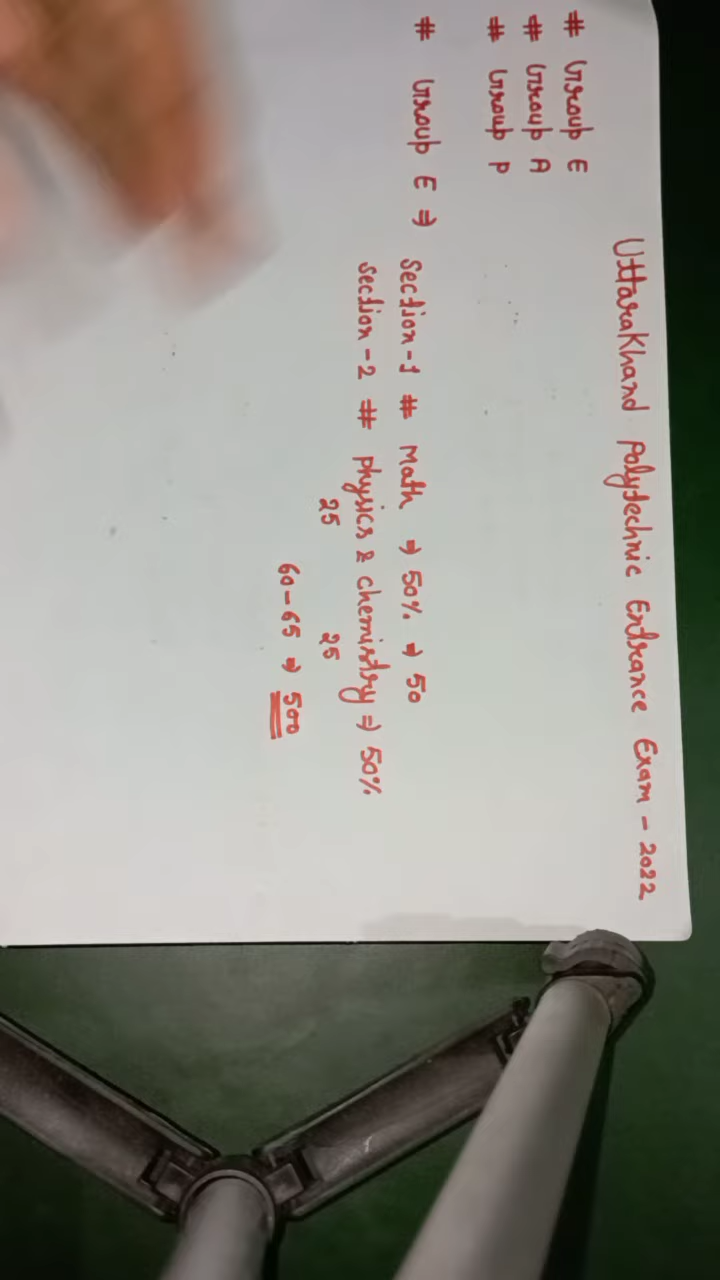 Uttarakhand Polytechnic Entrance Exam - 2022
# Group E
# Group A
# Group P
# Group E ⇒ Section-1 # Math ⇒ 50% ⇒ 50
Section-2 # physics & chemistry ⇒ 50%
25 25
60-65 ⇒ 500